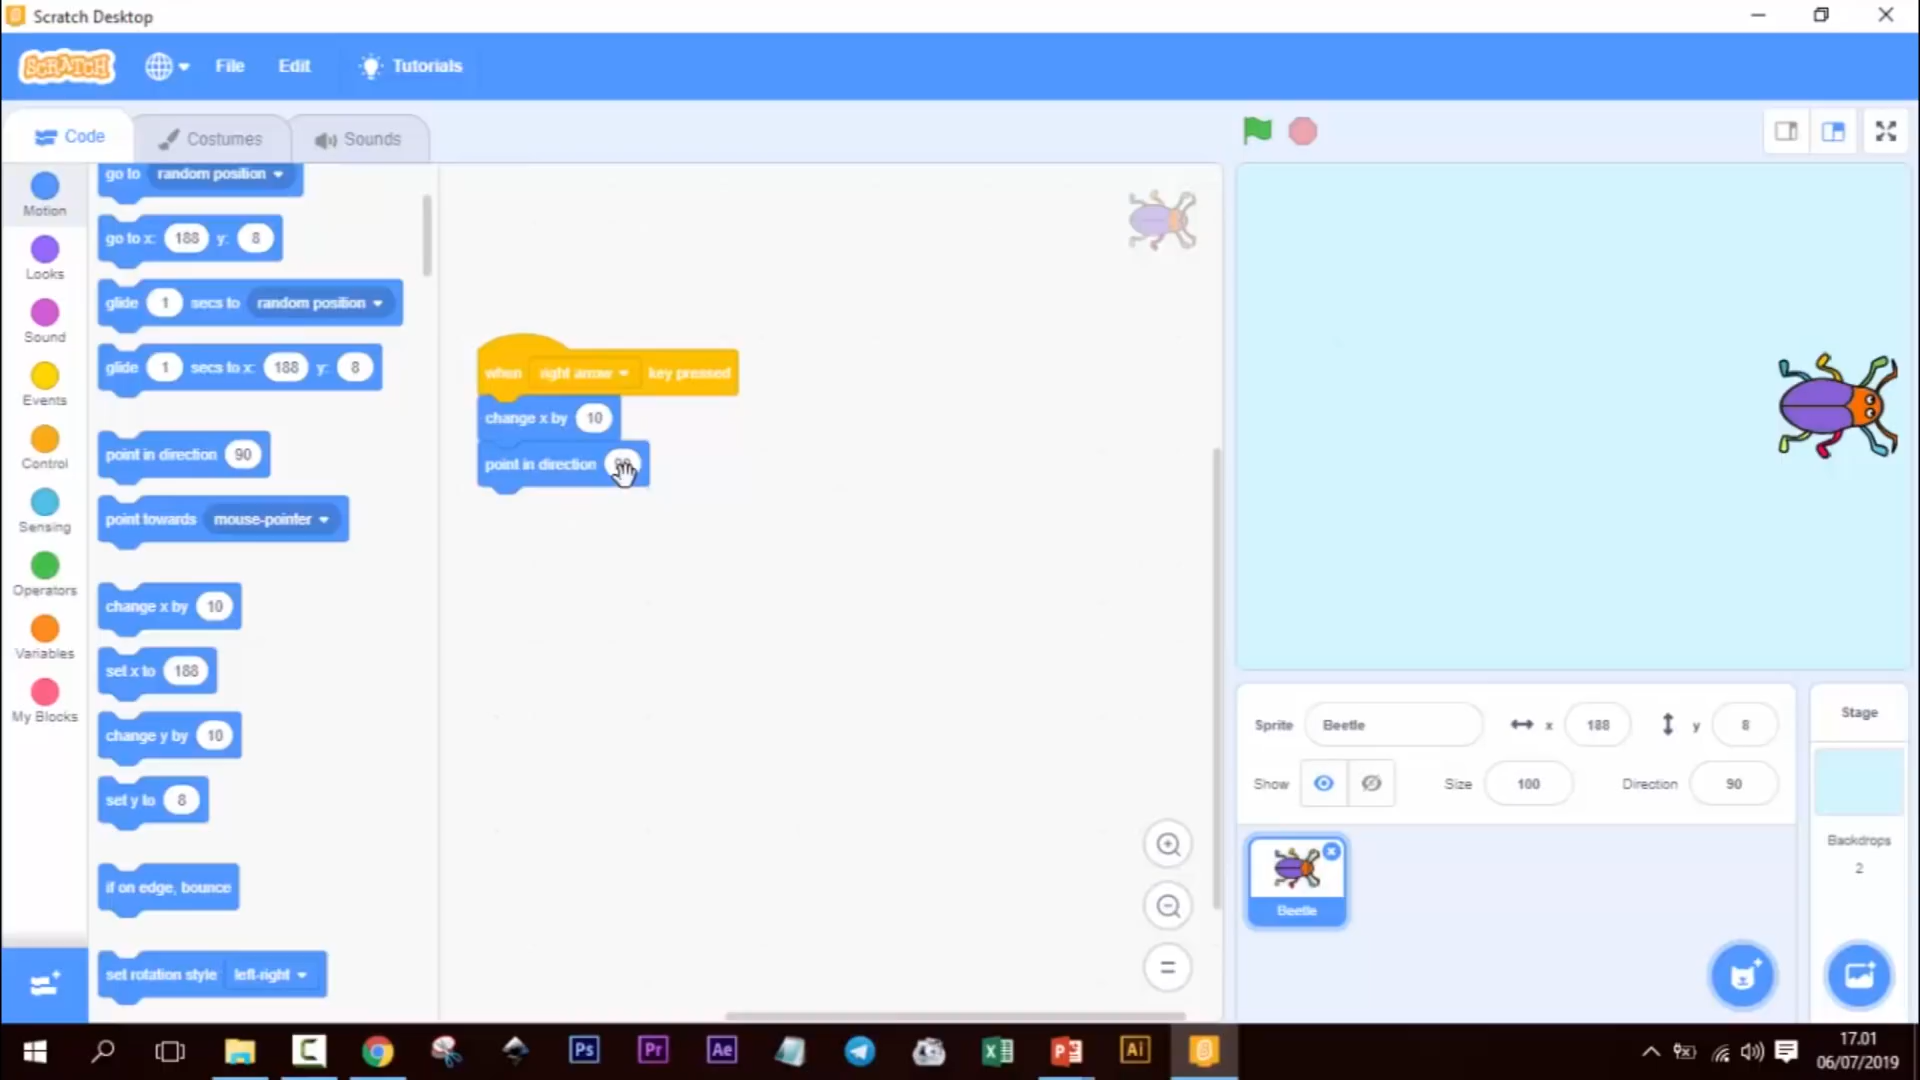 Scratch Desktop
SCRATCH
File
Edit
Tutorials
Code
Costumes
Sounds
Motion
Looks
Sound
Events
Control
Sensing
Operators
Variables
My Blocks
go to random position
go to x: 188 y: 8
glide 1 secs to random position
glide 1 secs to x: 188 y: 8
point in direction 90
point towards mouse-pointer
change x by 10
set x to 188
change y by 10
set y to 8
if on edge, bounce
set rotation style left-right
when right arrow key pressed
change x by 10
point in direction
Sprite Beetle x 188 y 8
Show Size 100 Direction 90
Beetle
Stage
Backdrops
2
Ps
Pr
Ae
Ai
17.01
06/07/2019